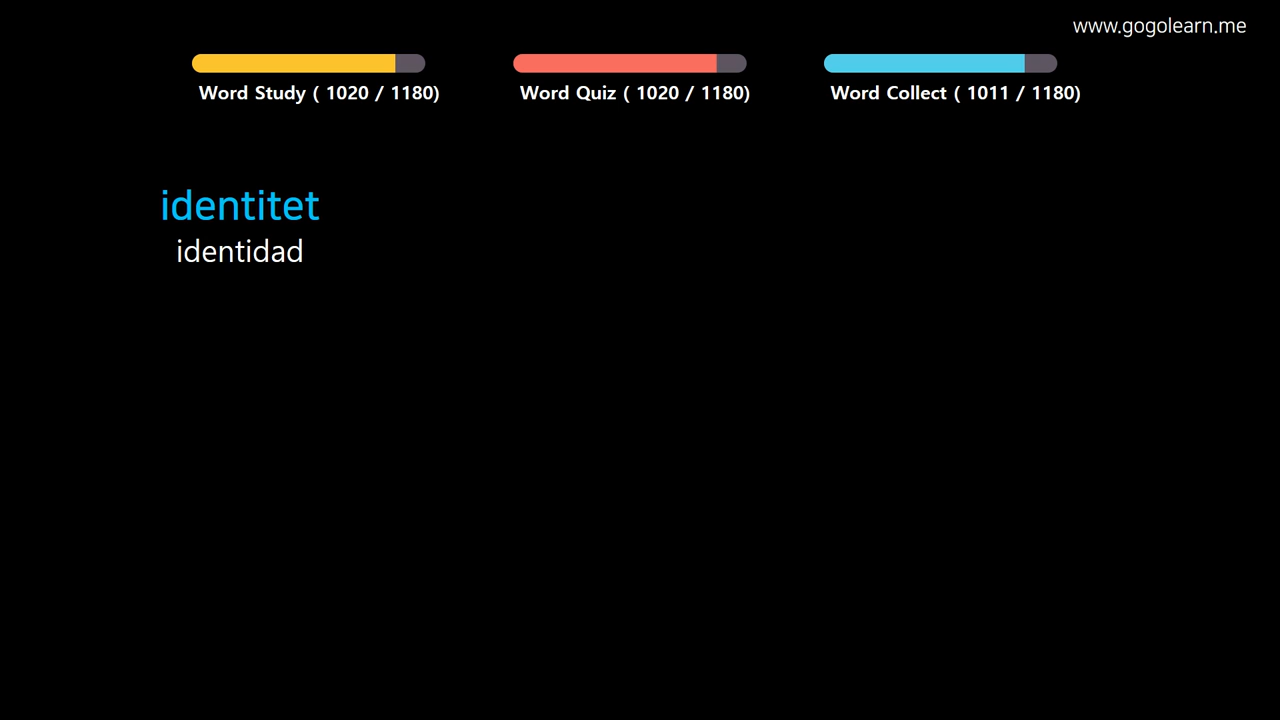 www.gogolearn.me
Word Study ( 1020 / 1180)
Word Quiz ( 1020 / 1180)
Word Collect ( 1011 / 1180)
identitet
identidad